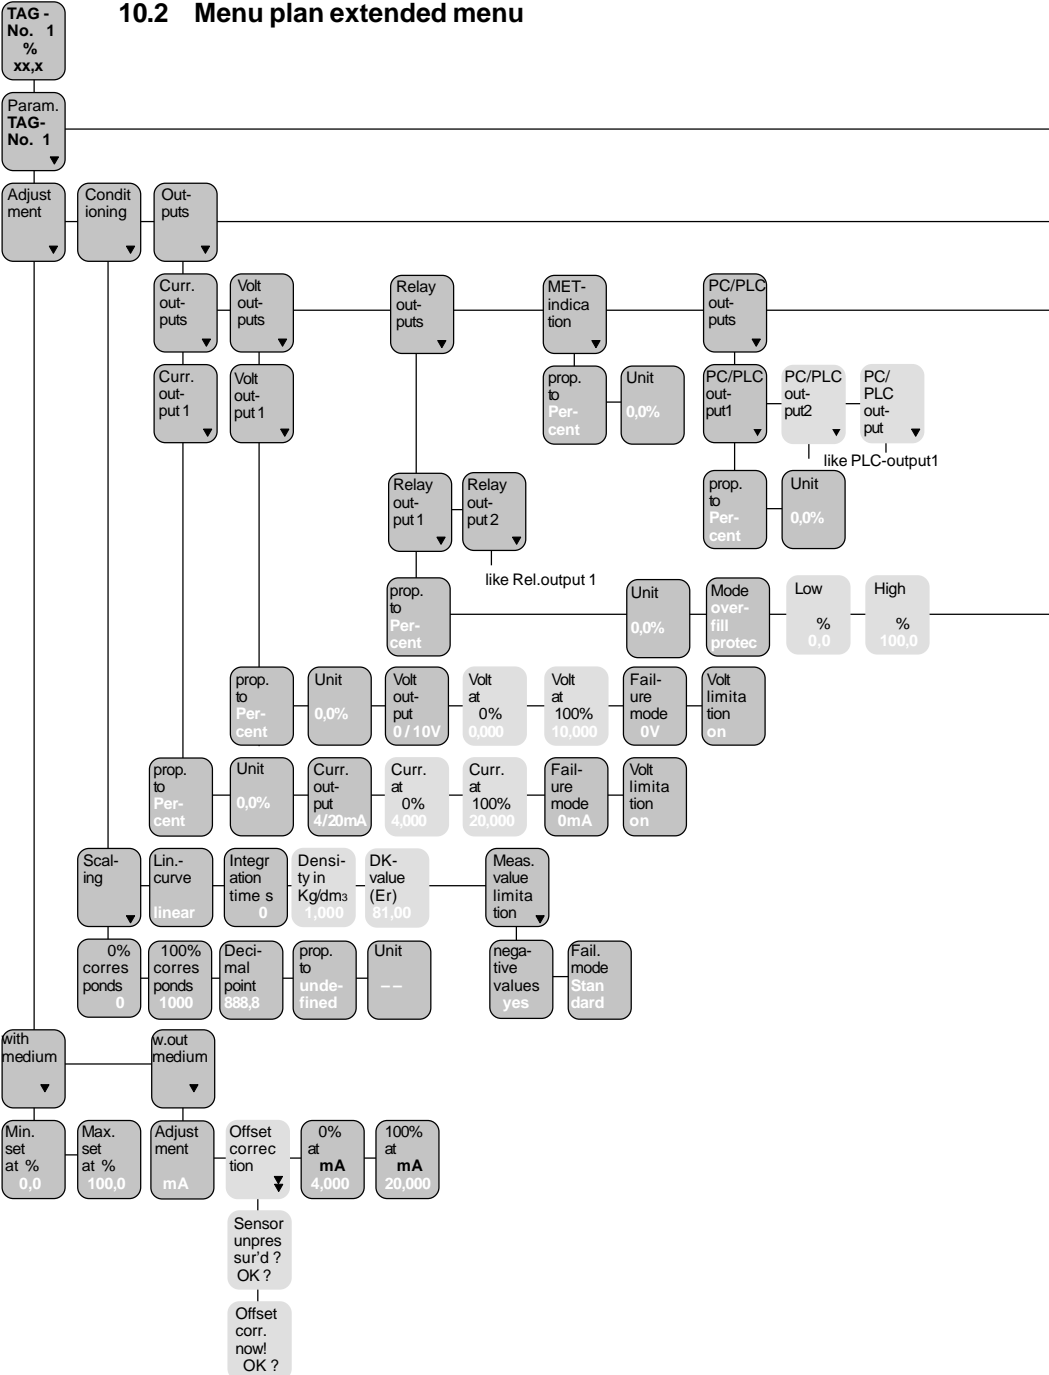 10.2 Menu plan extended menu
TAG -
No. 1
%
xx,x
Param.
TAG-
No. 1
Adjust
ment
Condit
ioning
Out-
puts
Curr.
out-
puts
Volt
out-
puts
Relay
out-
puts
MET-
indica
tion
PC/PLC
out-
puts
Curr.
out-
put 1
Volt
out-
put 1
prop.
to
Per-
cent
Unit
0,0%
PC/PLC
out-
put1
PC/PLC
out-
put2
PC/
PLC
out-
put
like PLC-output1
Relay
out-
put 1
Relay
out-
put 2
like Rel.output 1
prop.
to
Per-
cent
Unit
0,0%
prop.
to
Per-
cent
Unit
0,0%
Mode
over-
fill
protec
Low
%
0,0
High
%
100,0
prop.
to
Per-
cent
Unit
0,0%
Volt
out-
put
0 / 10V
Volt
at
0%
0,000
Volt
at
100%
10,000
Fail-
ure
mode
0V
Volt
limita
tion
on
prop.
to
Per-
cent
Unit
0,0%
Curr.
out-
put
4/20mA
Curr.
at
0%
4,000
Curr.
at
100%
20,000
Fail-
ure
mode
0mA
Volt
limita
tion
on
Scal-
ing
Lin.-
curve
linear
Integr
ation
time s
0
Densi-
ty in
Kg/dm3
1,000
DK-
value
(Er)
81,00
Meas.
value
limita
tion
0%
corres
ponds
0
100%
corres
ponds
1000
Deci-
mal
point
888,8
prop.
to
unde-
fined
Unit
– –
nega-
tive
values
yes
Fail.
mode
Stan
dard
with
medium
w.out
medium
Min.
set
at %
0,0
Max.
set
at %
100,0
Adjust
ment
mA
Offset
correc
tion
0%
at
mA
4,000
100%
at
mA
20,000
Sensor
unpres
sur'd ?
OK ?
Offset
corr.
now!
OK ?